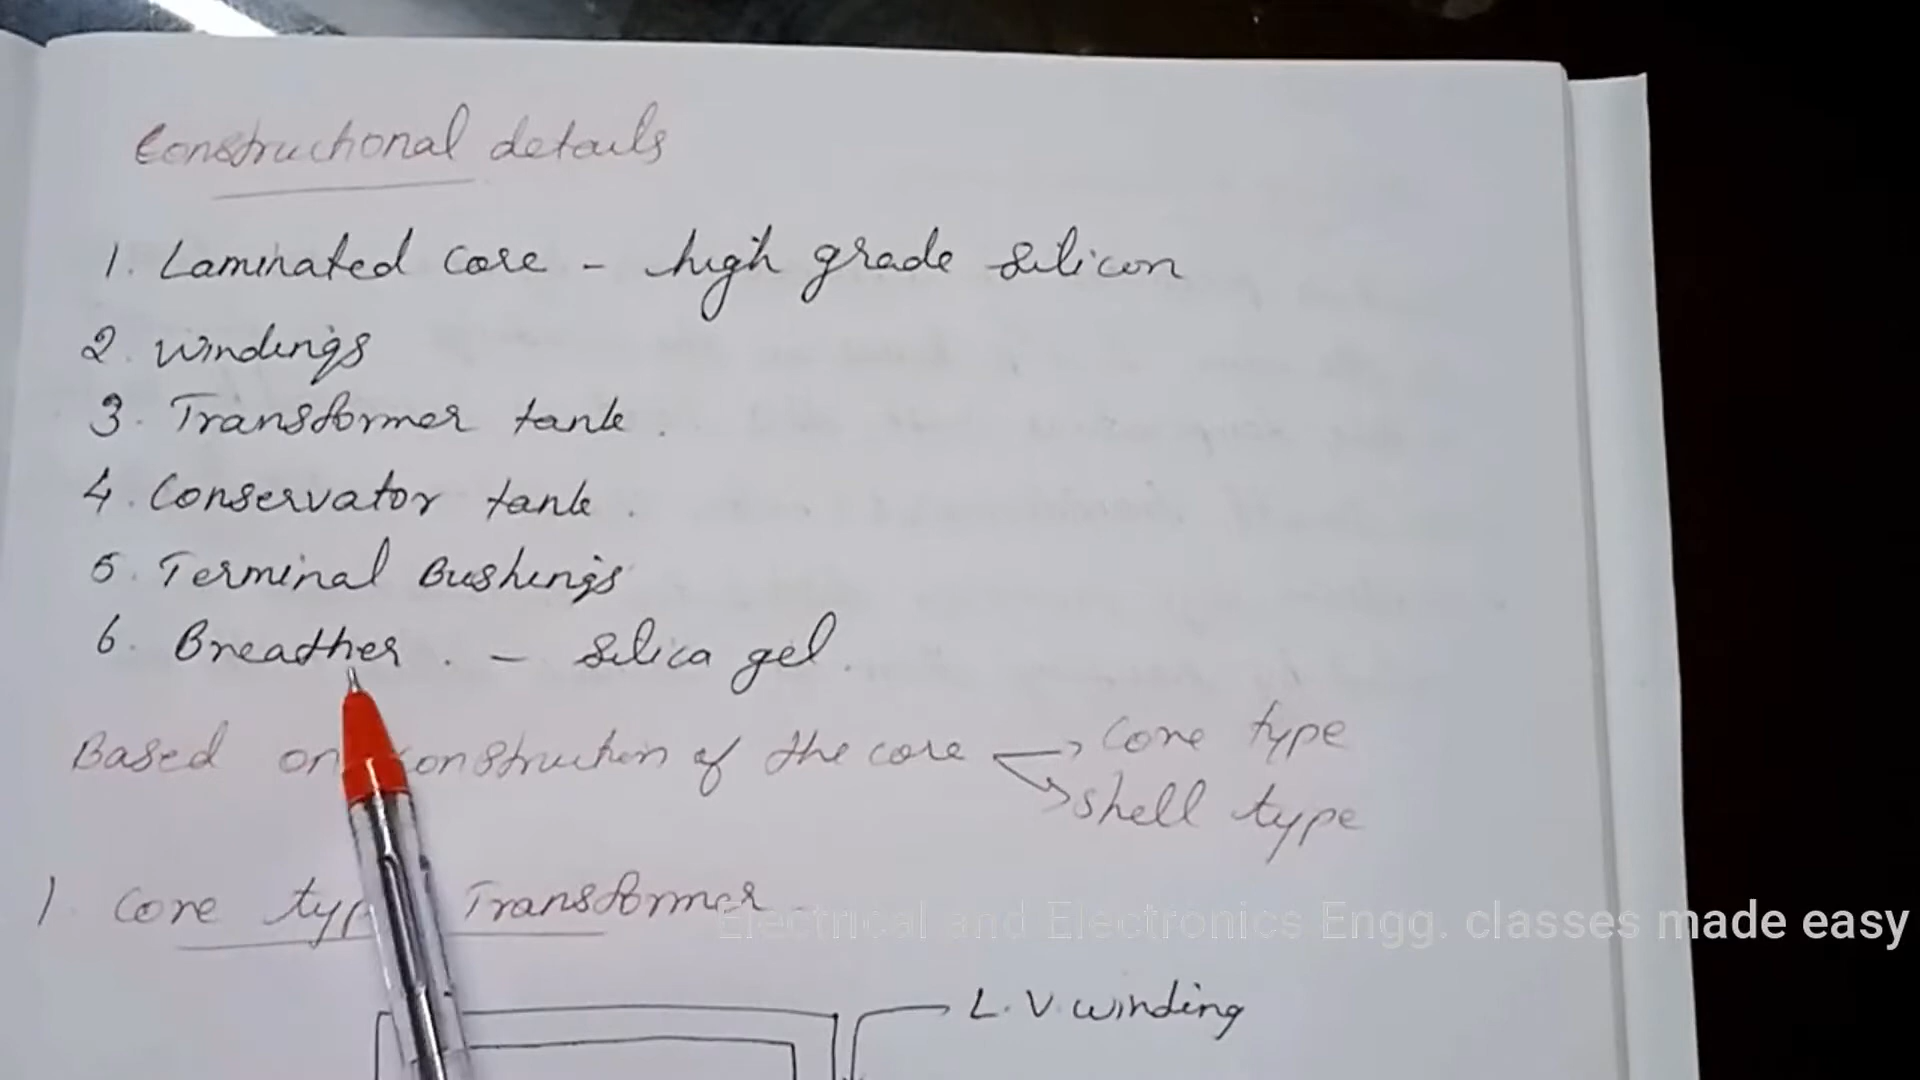 Constructional details
1. Laminated core - high grade silicon
2. Windings
3. Transformer tank.
4. Conservator tank.
5. Terminal Bushings
6. Breather. - Silica gel.
Based on construction of the core → Core type
→ shell type
1. Core type Transformer -
Electrical and Electronics Engg. classes made easy
L.V. winding